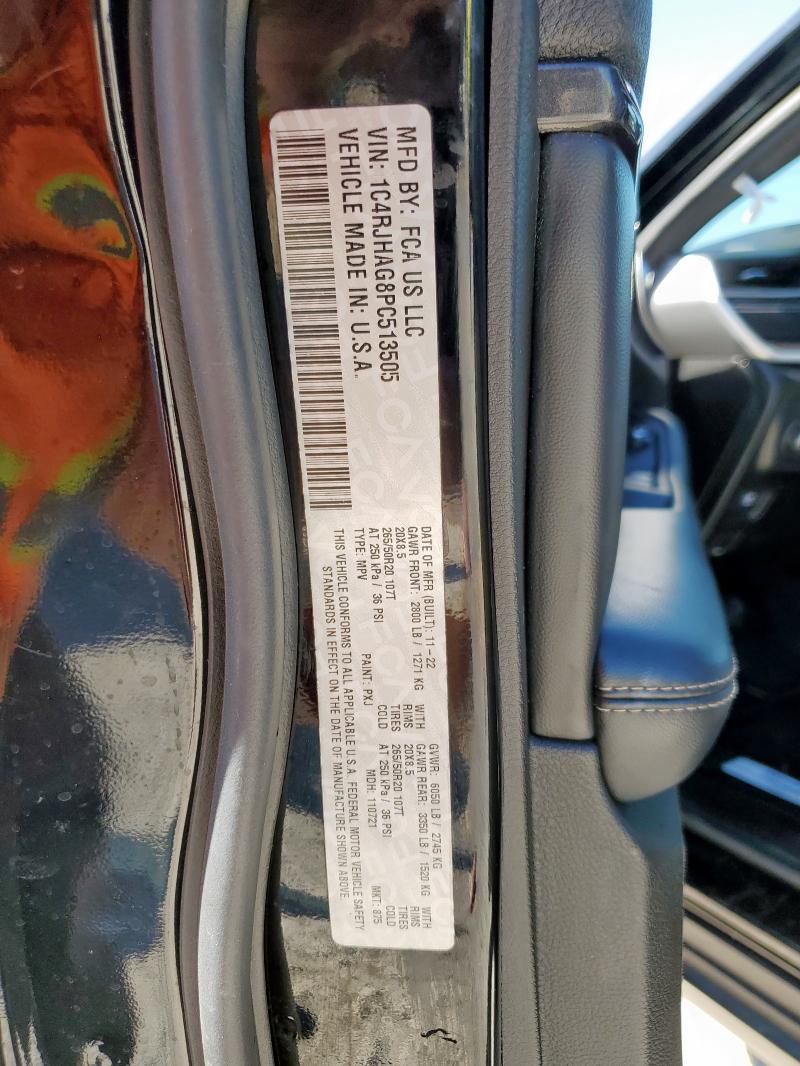 MFD BY: FCA US LLC
VIN: 1C4RJHAG8PC513505
VEHICLE MADE IN: U.S.A.
DATE OF MFR (BUILT): 11-22 GVWR: 6050 LB / 2745 KG
GAWR FRONT: 2800 LB / 1271 KG WITH GAWR REAR: 3350 LB / 1520 KG WITH
20X8.5 RIMS 20X8.5 RIMS
265/50R20 107T TIRES 265/50R20 107T TIRES
AT 250 kPa / 36 PSI COLD AT 250 kPa / 36 PSI COLD
TYPE: MPV PAINT: PXJ MDH: 110721 MKT: 875
THIS VEHICLE CONFORMS TO ALL APPLICABLE U.S.A. FEDERAL MOTOR VEHICLE SAFETY
STANDARDS IN EFFECT ON THE DATE OF MANUFACTURE SHOWN ABOVE